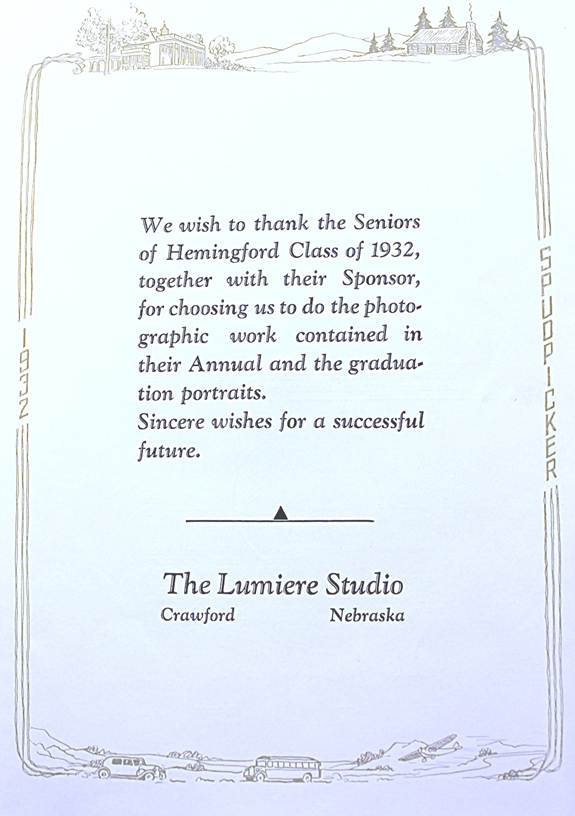 We wish to thank the Seniors
of Hemingford Class of 1932,
together with their Sponsor,
for choosing us to do the photo-
graphic work contained in
their Annual and the gradua-
tion portraits.
Sincere wishes for a successful
future.
The Lumiere Studio
Crawford Nebraska
1932
SPUDPICKER